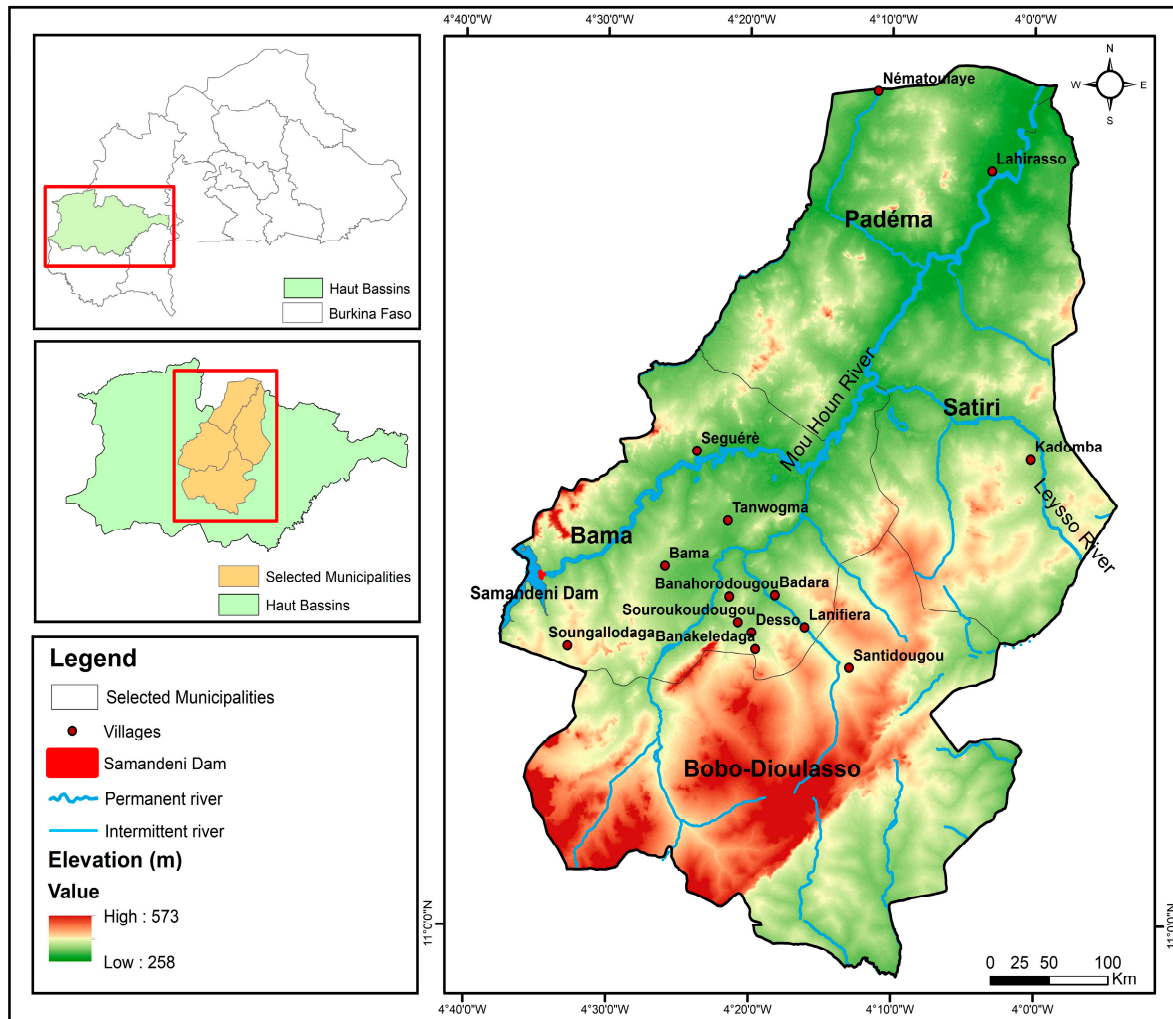 Haut Bassins
Burkina Faso
Selected Municipalities
Haut Bassins
Legend
Selected Municipalities
Villages
Samandeni Dam
Permanent river
Intermittent river
Elevation (m)
Value
High : 573
Low : 258
4°40'0"W 4°30'0"W 4°20'0"W 4°10'0"W 4°0'0"W
N
W E
S
Nématoulaye
Lahirasso
Padéma
Mou Houn River
Satiri
Seguérè
Kadomba
Leysso River
Tanwogma
Bama
Bama
Samandeni Dam
Banahorodougou
Badara
Souroukoudougou
Lanifiera
Desso
Banakeledaga
Soungallodaga
Santidougou
Bobo-Dioulasso
11°0'0"N
11°0'0"N
0 25 50 100
Km
4°40'0"W 4°30'0"W 4°20'0"W 4°10'0"W 4°0'0"W